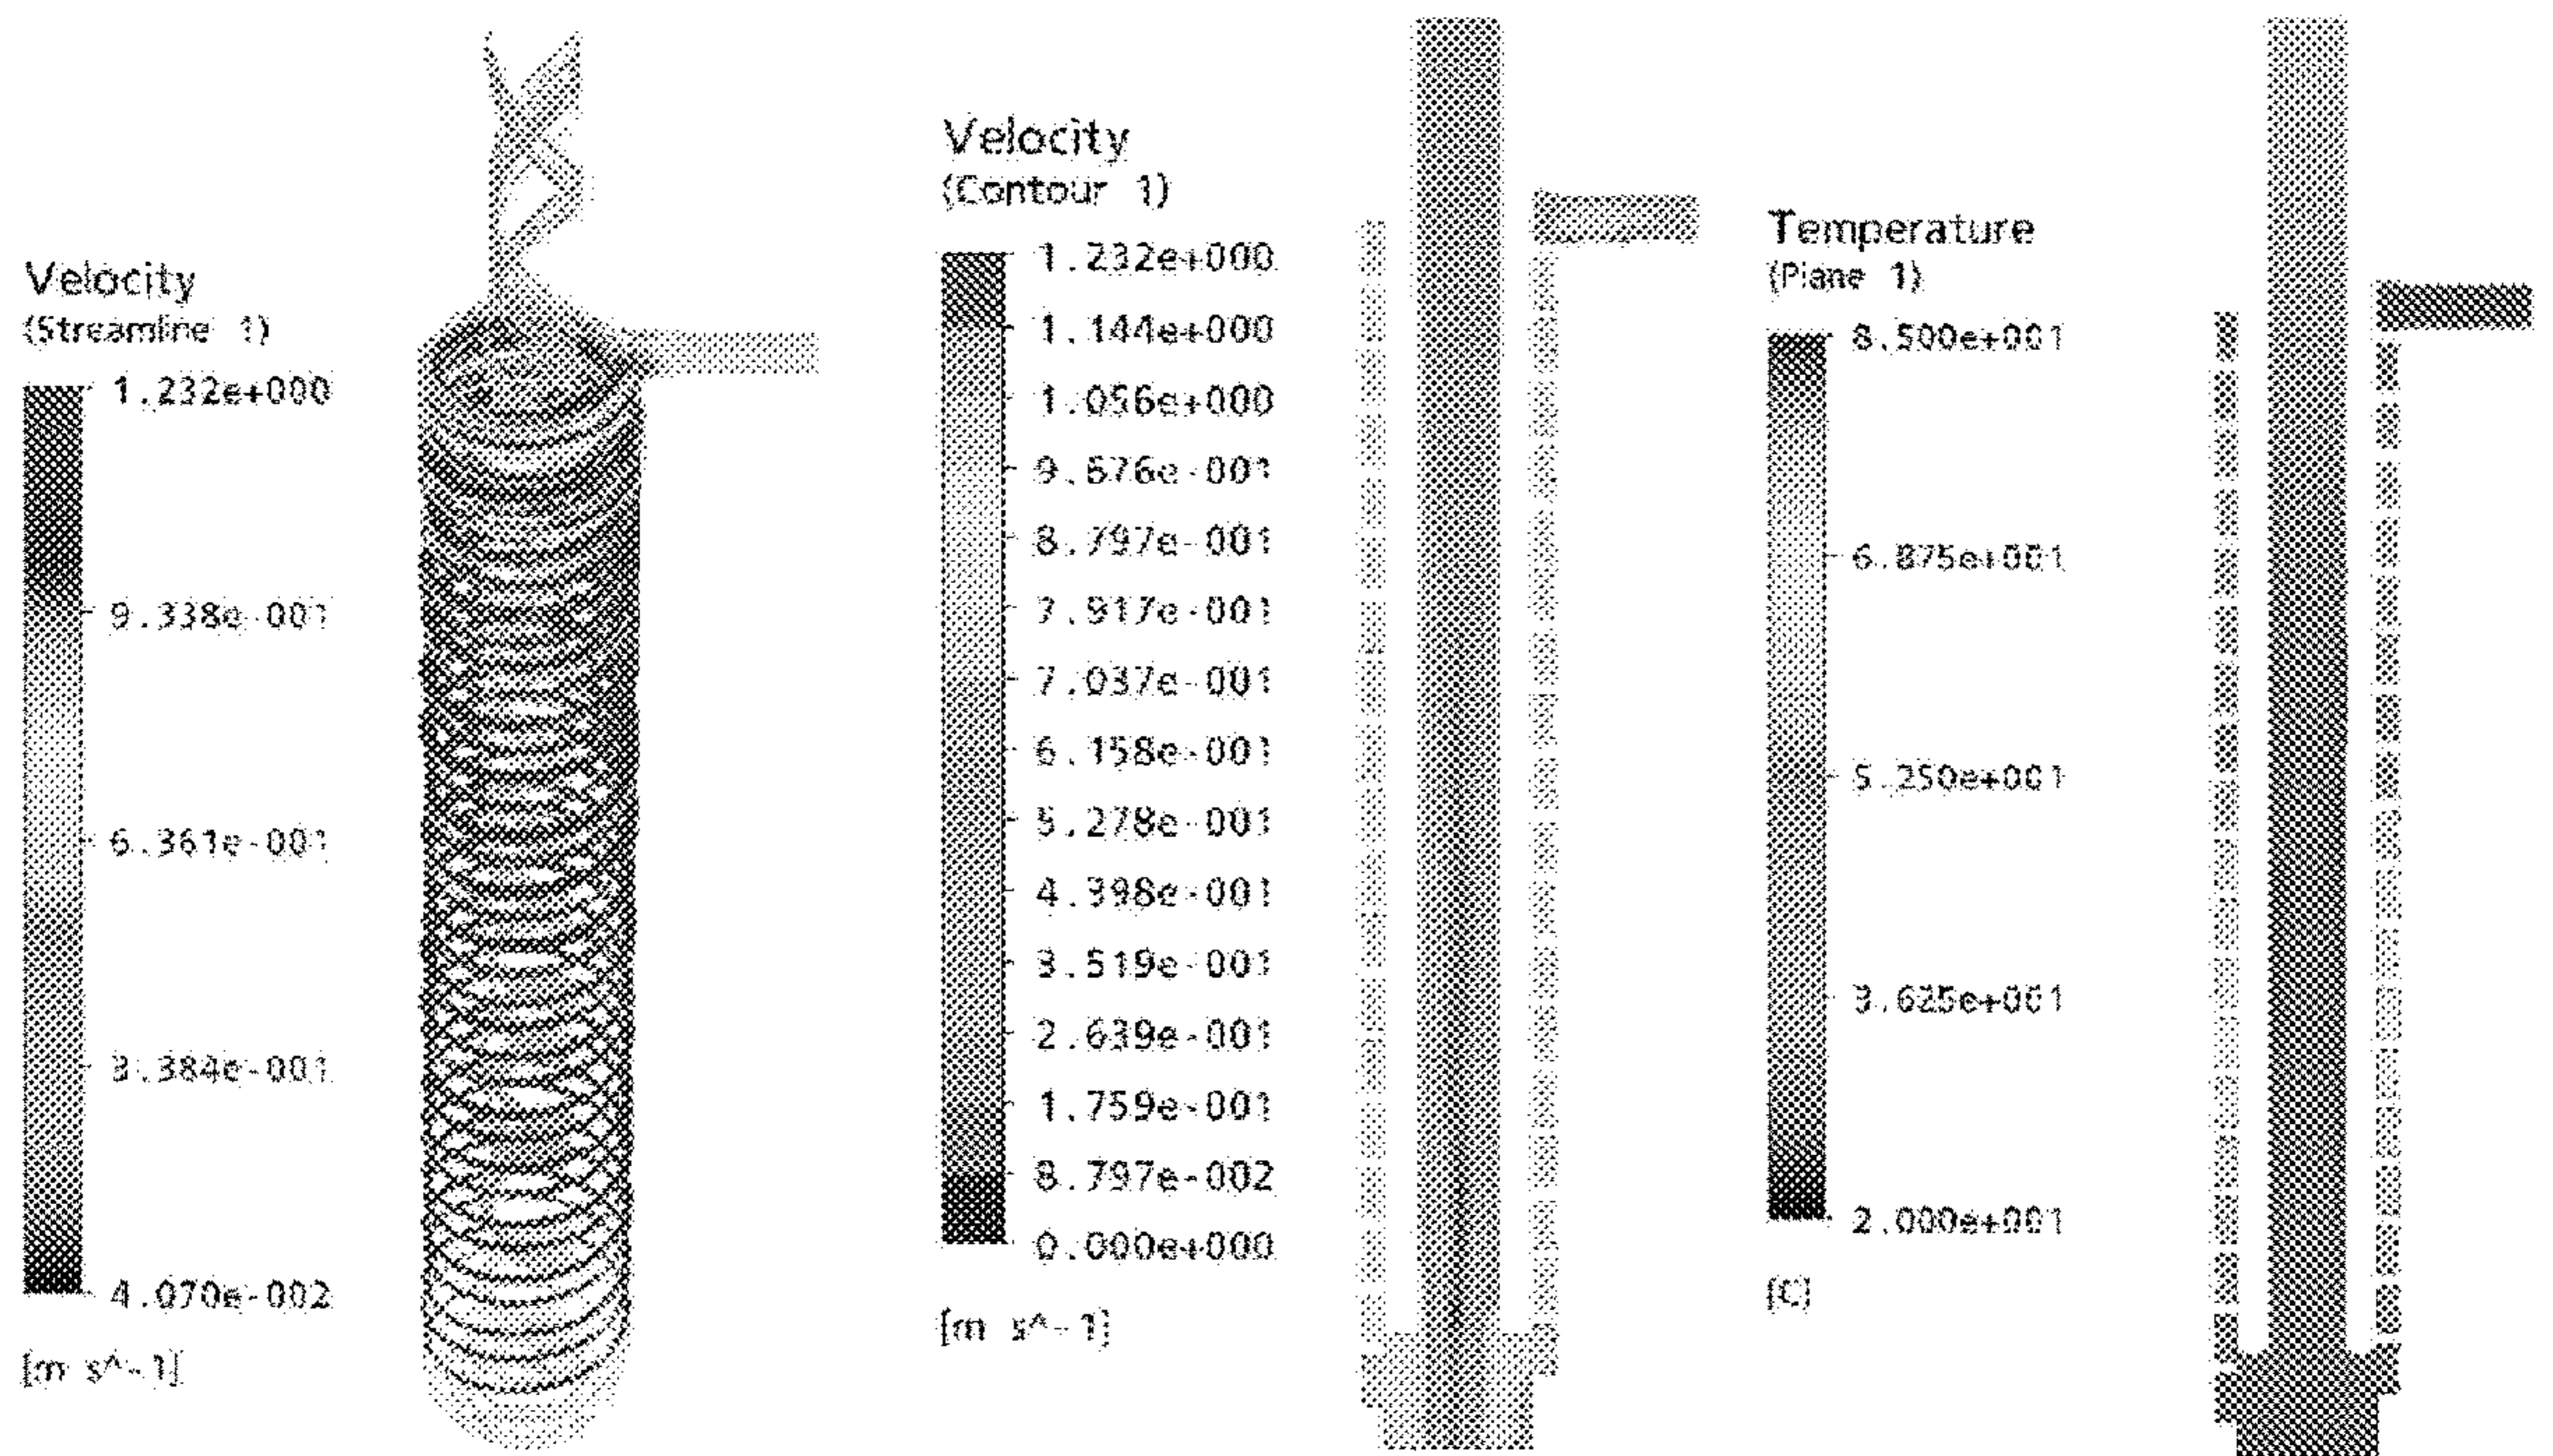 Velocity
(Streamline 1)
1.232e+000
9.338e-001
6.361e-001
3.384e-001
4.070e-002
[m s^-1]
Velocity
(Contour 1)
1.232e+000
1.144e+000
1.056e+000
9.676e-001
8.797e-001
7.917e-001
7.037e-001
6.158e-001
5.278e-001
4.398e-001
3.519e-001
2.639e-001
1.759e-001
8.797e-002
0.000e+000
[m s^-1]
Temperature
(Plane 1)
8.500e+001
6.875e+001
5.250e+001
3.625e+001
2.000e+001
[C]